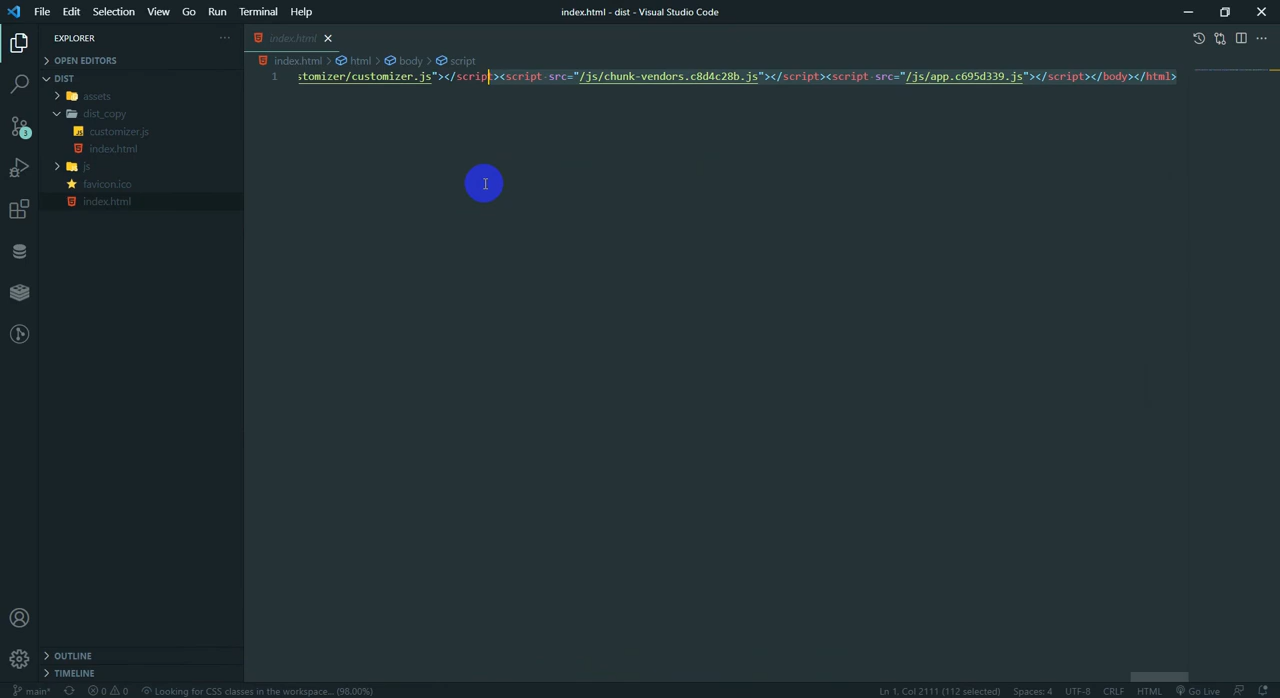 File Edit Selection View Go Run Terminal Help
index.html - dist - Visual Studio Code
EXPLORER
OPEN EDITORS
DIST
assets
dist_copy
customizer.js
index.html
js
favicon.ico
index.html
OUTLINE
TIMELINE
index.html
index.html > html > body > script
1 stomizer/customizer.js"></script><script src="/js/chunk-vendors.c8d4c28b.js"></script><script src="/js/app.c695d339.js"></script></body></html>
3
main* 0 0 Looking for CSS classes in the workspace... (98.00%)
Ln 1, Col 2111 (112 selected) Spaces: 4 UTF-8 CRLF HTML Go Live